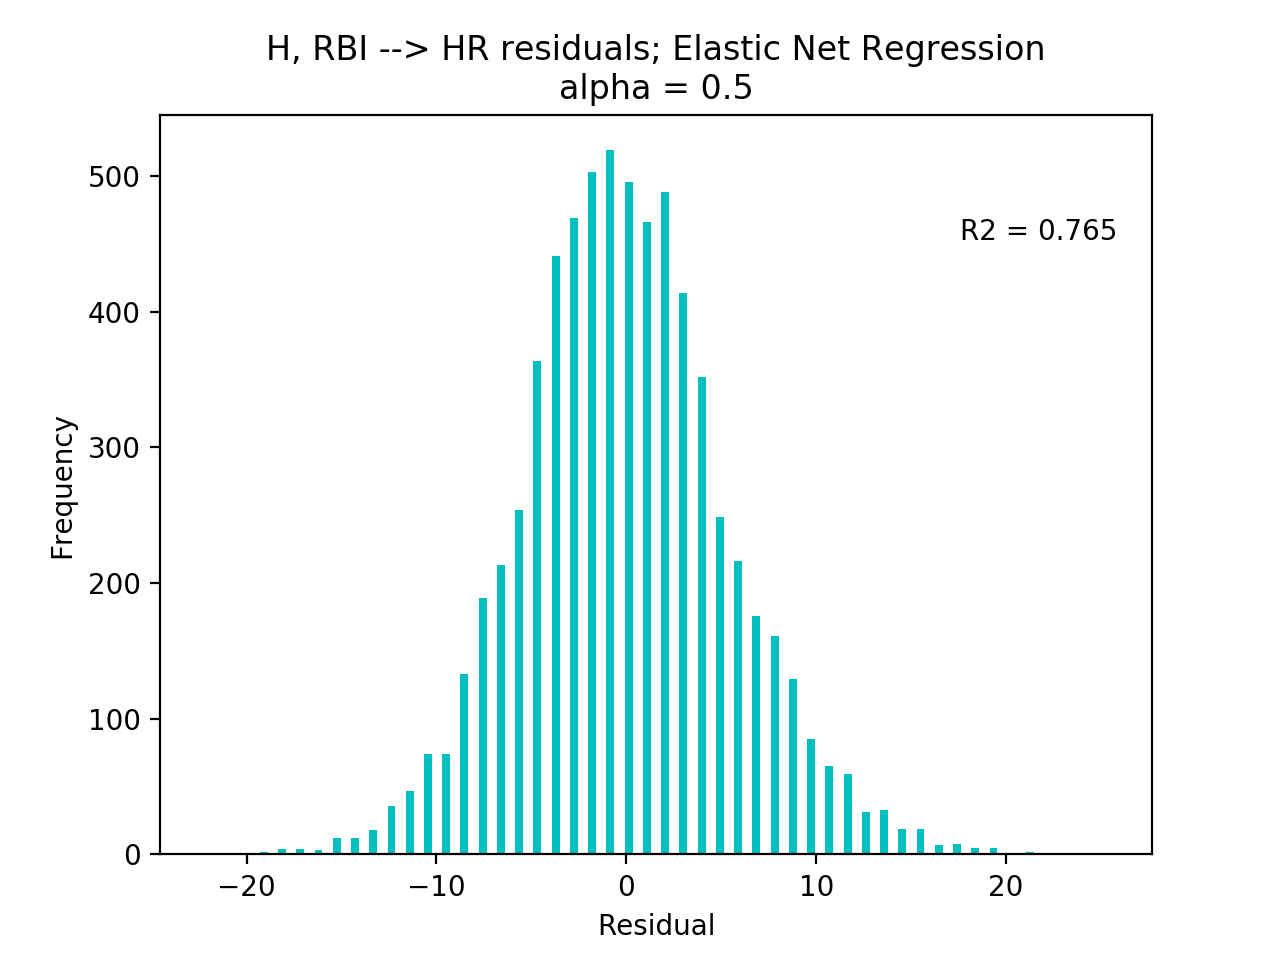 H, RBI --> HR residuals; Elastic Net Regression
alpha = 0.5
R2 = 0.765
Frequency
500
400
300
200
100
0
−20
−10
0
10
20
Residual